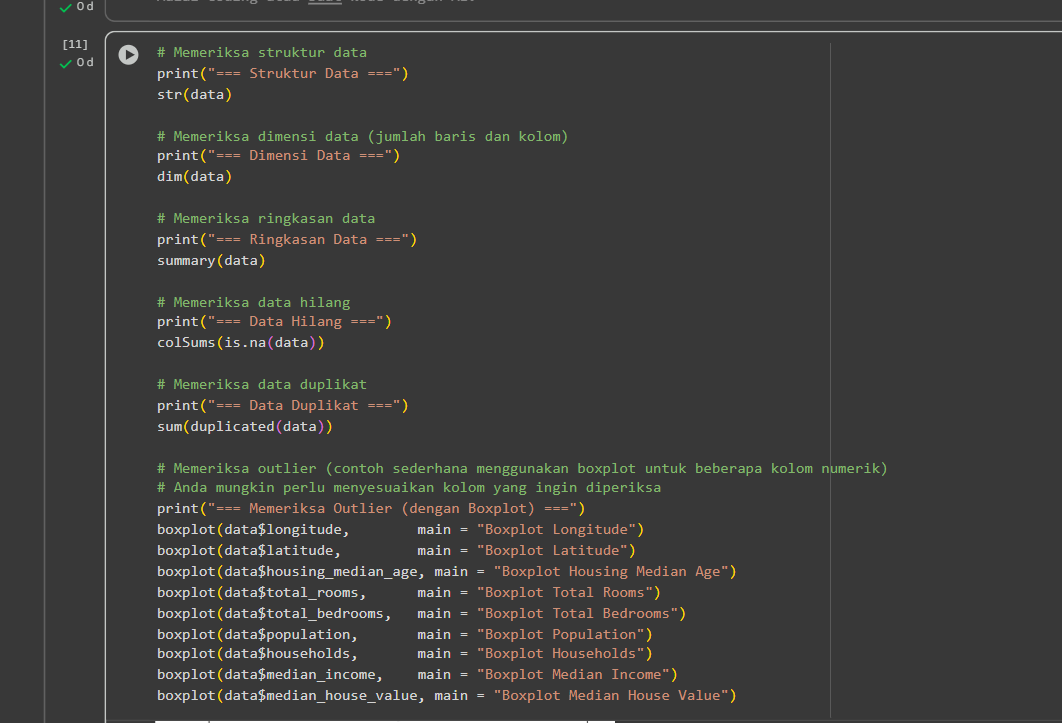 0 d
[11]
0 d
# Memeriksa struktur data
print("=== Struktur Data ===")
str(data)
# Memeriksa dimensi data (jumlah baris dan kolom)
print("=== Dimensi Data ===")
dim(data)
# Memeriksa ringkasan data
print("=== Ringkasan Data ===")
summary(data)
# Memeriksa data hilang
print("=== Data Hilang ===")
colSums(is.na(data))
# Memeriksa data duplikat
print("=== Data Duplikat ===")
sum(duplicated(data))
# Memeriksa outlier (contoh sederhana menggunakan boxplot untuk beberapa kolom numerik)
# Anda mungkin perlu menyesuaikan kolom yang ingin diperiksa
print("=== Memeriksa Outlier (dengan Boxplot) ===")
boxplot(data$longitude,        main = "Boxplot Longitude")
boxplot(data$latitude,         main = "Boxplot Latitude")
boxplot(data$housing_median_age, main = "Boxplot Housing Median Age")
boxplot(data$total_rooms,      main = "Boxplot Total Rooms")
boxplot(data$total_bedrooms,   main = "Boxplot Total Bedrooms")
boxplot(data$population,       main = "Boxplot Population")
boxplot(data$households,       main = "Boxplot Households")
boxplot(data$median_income,    main = "Boxplot Median Income")
boxplot(data$median_house_value, main = "Boxplot Median House Value")